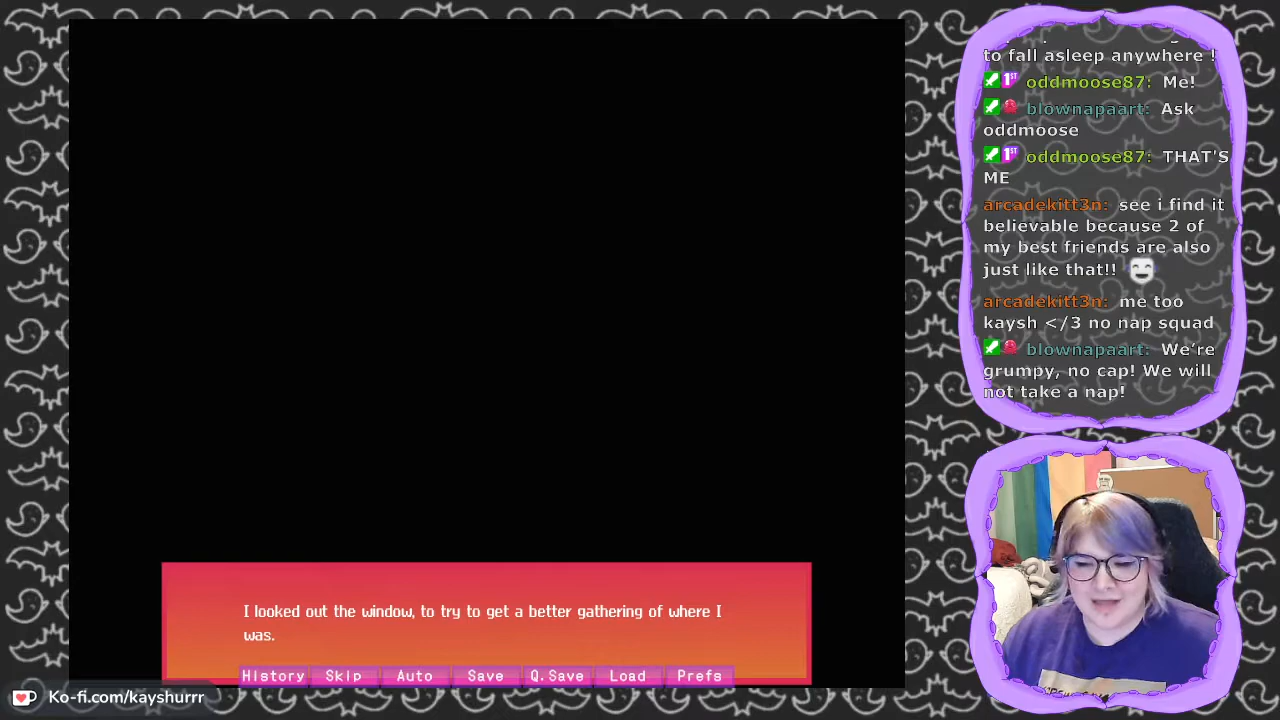 to fall asleep anywhere !
oddmoose87: Me!
blownapaart: Ask
oddmoose
oddmoose87: THAT'S
ME
arcadekitt3n: see i find it
believable because 2 of
my best friends are also
just like that!!
arcadekitt3n: me too
kaysh </3 no nap squad
blownapaart: We're
grumpy, no cap! We will
not take a nap!
I looked out the window, to try to get a better gathering of where I
was.
History Skip Auto Save Q.Save Load Prefs
Ko-fi.com/kayshurrr